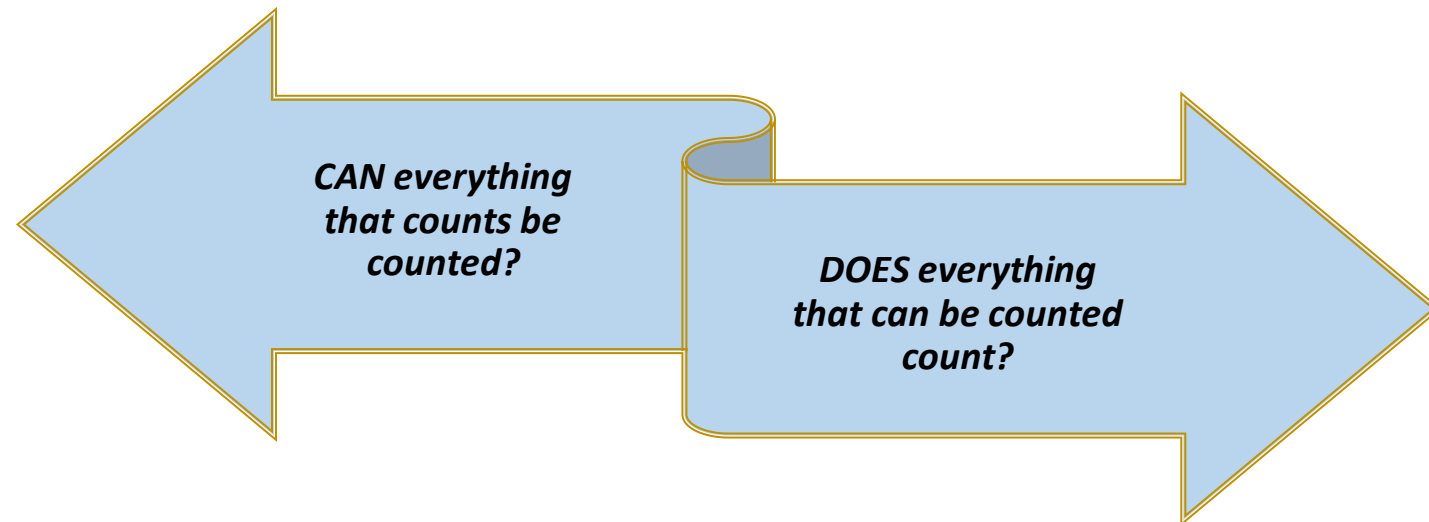 CAN everything
that counts be
counted?
DOES everything
that can be counted
count?